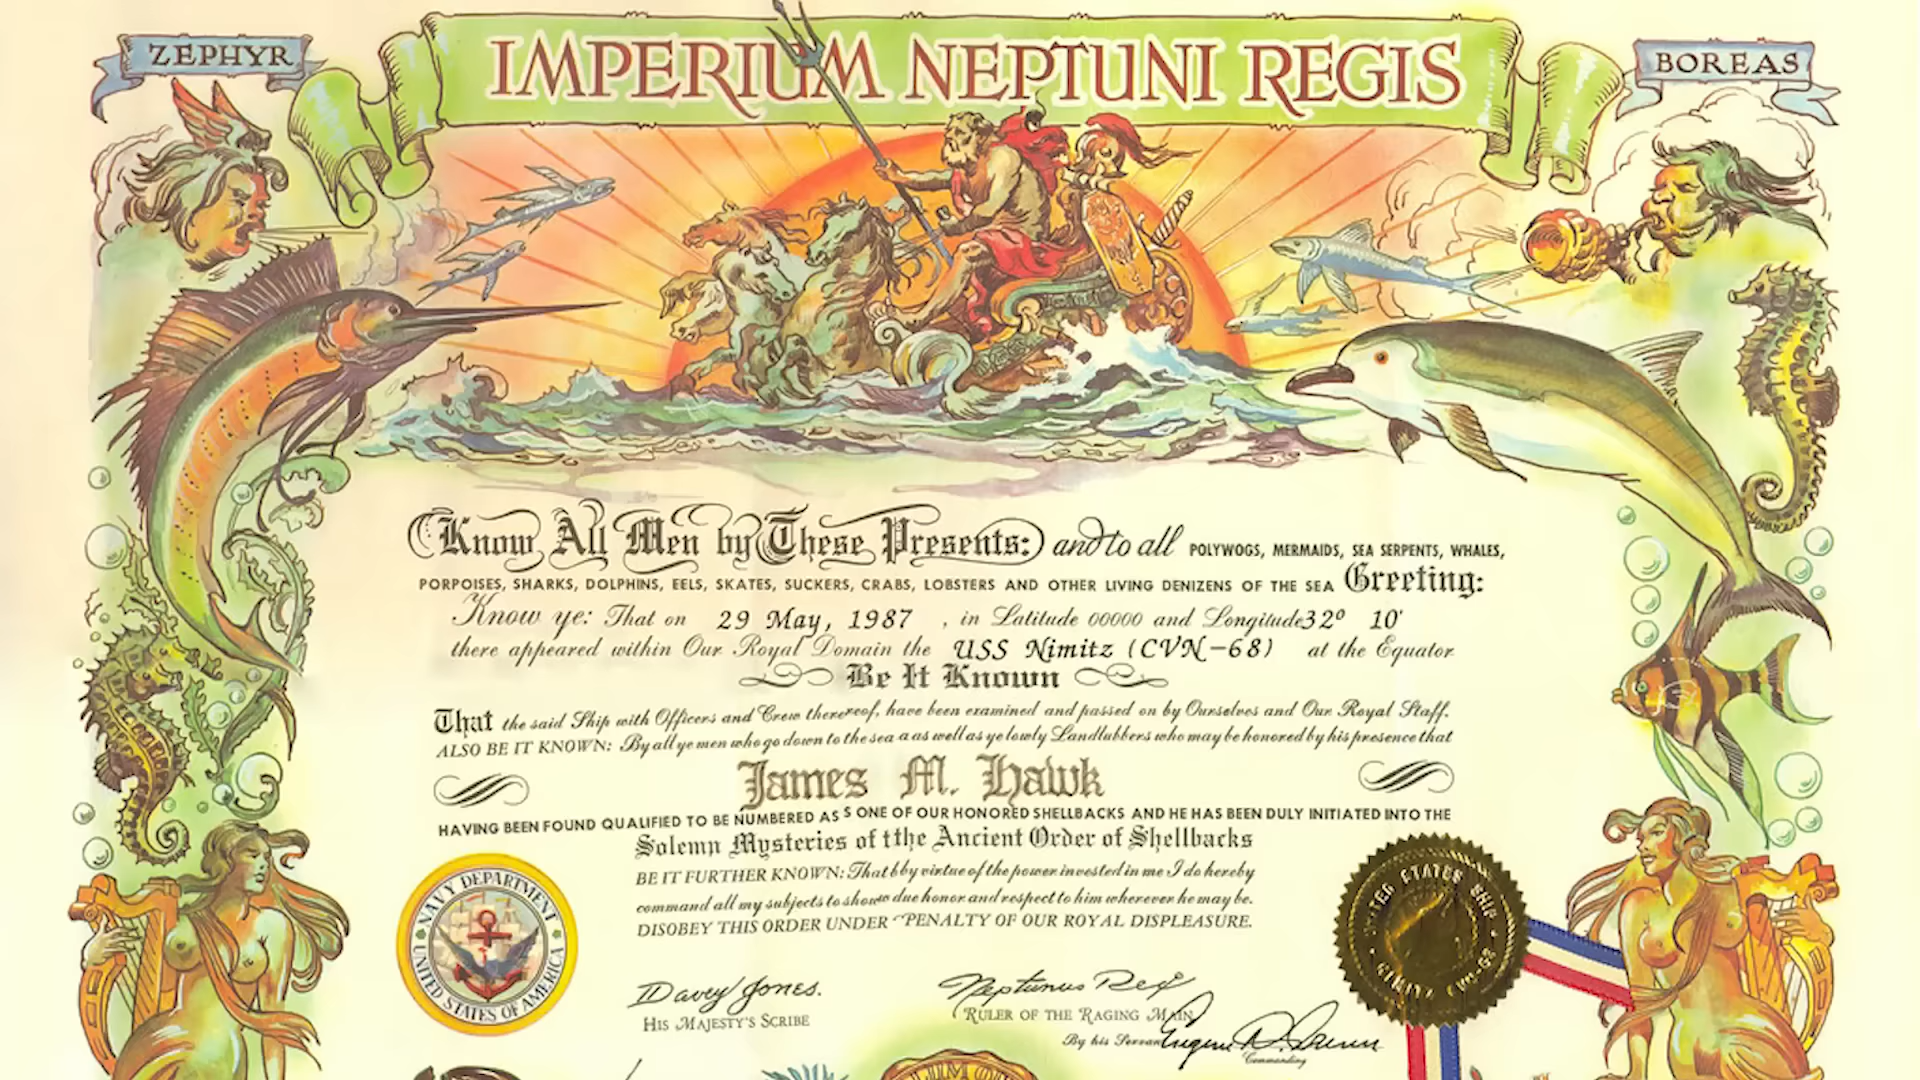 ZEPHYR
IMPERIUM NEPTUNI REGIS
BOREAS
Know All Men by These Presents: and to all POLYWOGS, MERMAIDS, SEA SERPENTS, WHALES,
PORPOISES, SHARKS, DOLPHINS, EELS, SKATES, SUCKERS, CRABS, LOBSTERS AND OTHER LIVING DENIZENS OF THE SEA Greeting:
Know ye: That on 29 May, 1987 , in Latitude 00000 and Longitude32° 10'
there appeared within Our Royal Domain the USS Nimitz (CVN-68) at the Equator
Be It Known
That the said Ship with Officers and Crew thereof, have been examined and passed on by Ourselves and Our Royal Staff.
ALSO BE IT KNOWN: By all ye men who go down to the sea a as well as ye lowly Landlubbers who may be honored by his presence that
James M. Hawk
HAVING BEEN FOUND QUALIFIED TO BE NUMBERED AS S ONE OF OUR HONORED SHELLBACKS AND HE HAS BEEN DULY INITIATED INTO THE
Solemn Mysteries of tthe Ancient Order of Shellbacks
BE IT FURTHER KNOWN: That bby virtue of the power invested in me I do hereby
command all my subjects to show due honor and respect to him wherever he may be.
DISOBEY THIS ORDER UNDER PENALTY OF OUR ROYAL DISPLEASURE.
NAVY DEPARTMENT
UNITED STATES OF AMERICA
Davey Jones.
HIS MAJESTY'S SCRIBE
Neptunus Rex
RULER OF THE RAGING MAIN
By his Servant
Commanding
UNITED STATES SHIP